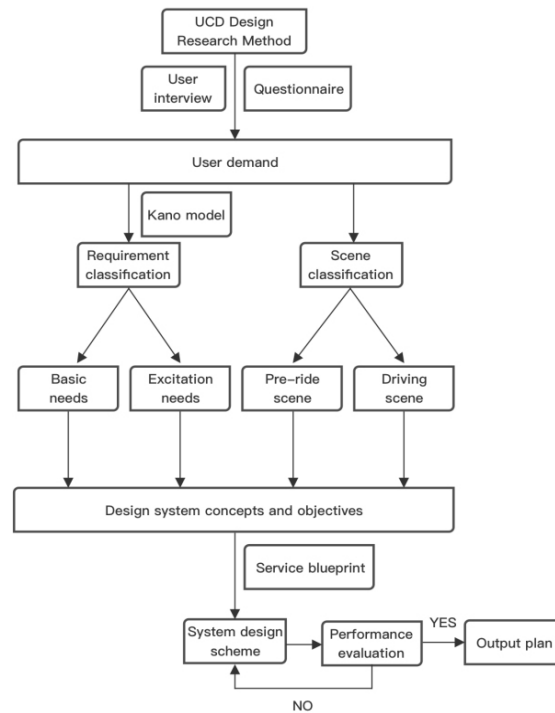 UCD Design
Research Method
User
interview
Questionnaire
User demand
Kano model
Requirement
classification
Scene
classification
Basic
needs
Excitation
needs
Pre-ride
scene
Driving
scene
Design system concepts and objectives
Service blueprint
System design
scheme
Performance
evaluation
YES
Output plan
NO